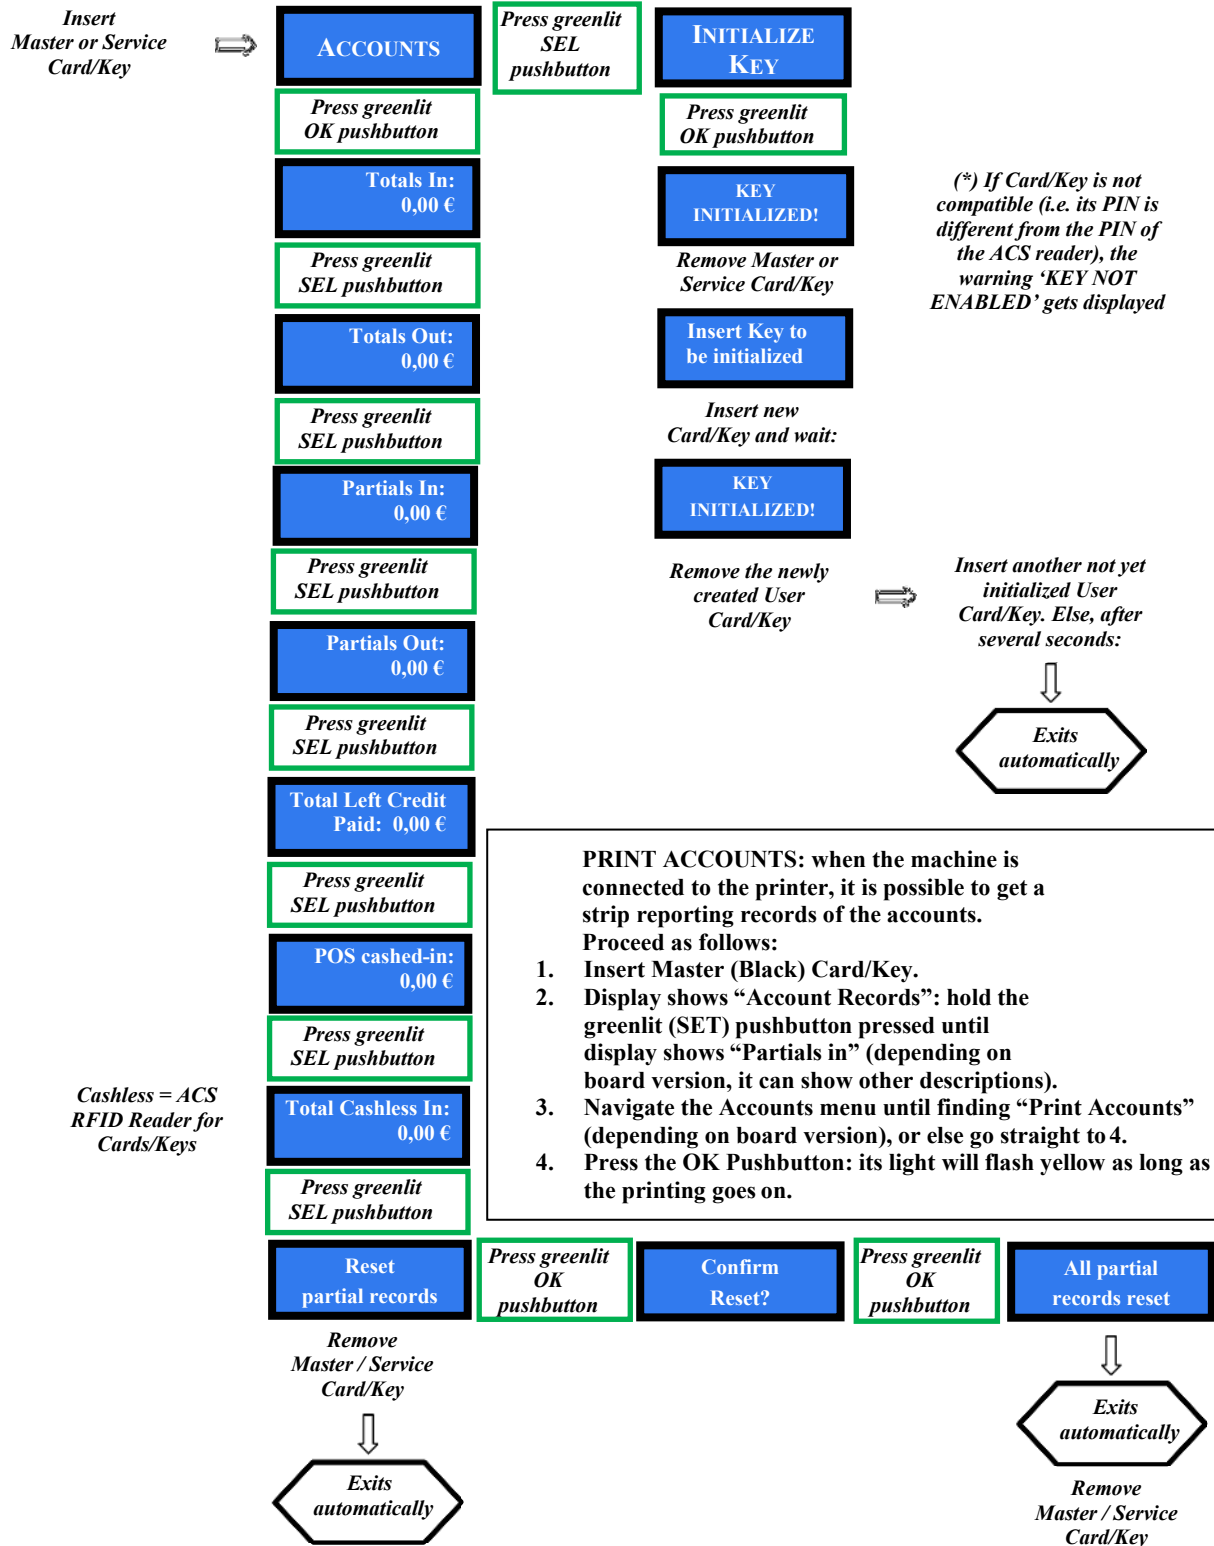 Insert
Master or Service
Card/Key
ACCOUNTS
Press greenlit
SEL
pushbutton
INITIALIZE
KEY
Press greenlit
OK pushbutton
Totals In:
0,00 €
Press greenlit
SEL pushbutton
Totals Out:
0,00 €
Press greenlit
SEL pushbutton
Partials In:
0,00 €
Press greenlit
SEL pushbutton
Partials Out:
0,00 €
Press greenlit
SEL pushbutton
Total Left Credit
Paid: 0,00 €
Press greenlit
SEL pushbutton
POS cashed-in:
0,00 €
Press greenlit
SEL pushbutton
Cashless = ACS
RFID Reader for
Cards/Keys
Total Cashless In:
0,00 €
Press greenlit
SEL pushbutton
Press greenlit
OK pushbutton
KEY
INITIALIZED!
Remove Master or
Service Card/Key
Insert Key to
be initialized
Insert new
Card/Key and wait:
KEY
INITIALIZED!
Remove the newly
created User
Card/Key
(*) If Card/Key is not
compatible (i.e. its PIN is
different from the PIN of
the ACS reader), the
warning ‘KEY NOT
ENABLED’ gets displayed
Insert another not yet
initialized User
Card/Key. Else, after
several seconds:
Exits
automatically
PRINT ACCOUNTS: when the machine is
connected to the printer, it is possible to get a
strip reporting records of the accounts.
Proceed as follows:
1. Insert Master (Black) Card/Key.
2. Display shows “Account Records”: hold the
greenlit (SET) pushbutton pressed until
display shows “Partials in” (depending on
board version, it can show other descriptions).
3. Navigate the Accounts menu until finding “Print Accounts”
(depending on board version), or else go straight to 4.
4. Press the OK Pushbutton: its light will flash yellow as long as
the printing goes on.
Reset
partial records
Press greenlit
OK
pushbutton
Confirm
Reset?
Press greenlit
OK
pushbutton
All partial
records reset
Remove
Master / Service
Card/Key
Exits
automatically
Exits
automatically
Remove
Master / Service
Card/Key